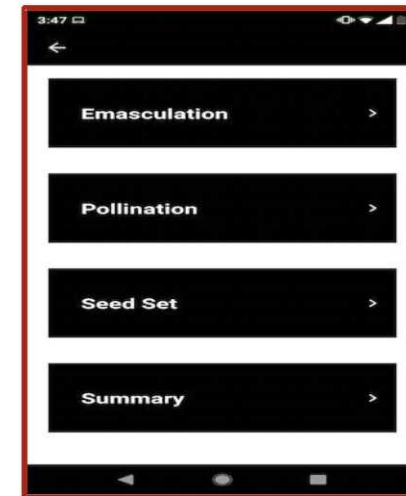 3:47
Emasculation >
Pollination >
Seed Set >
Summary >